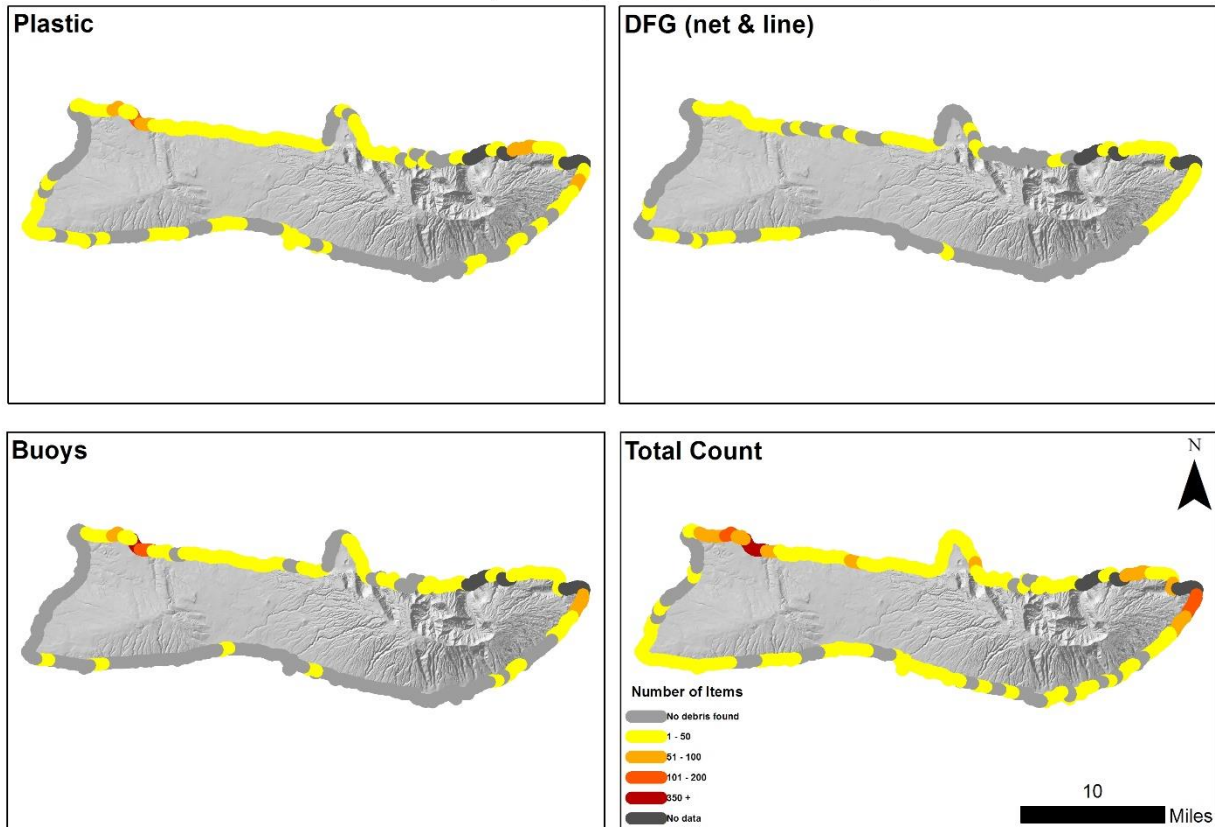 Plastic
DFG (net & line)
Buoys
Total Count
N
Number of Items
No debris found
1 - 50
51 - 100
101 - 200
350 +
No data
10
Miles